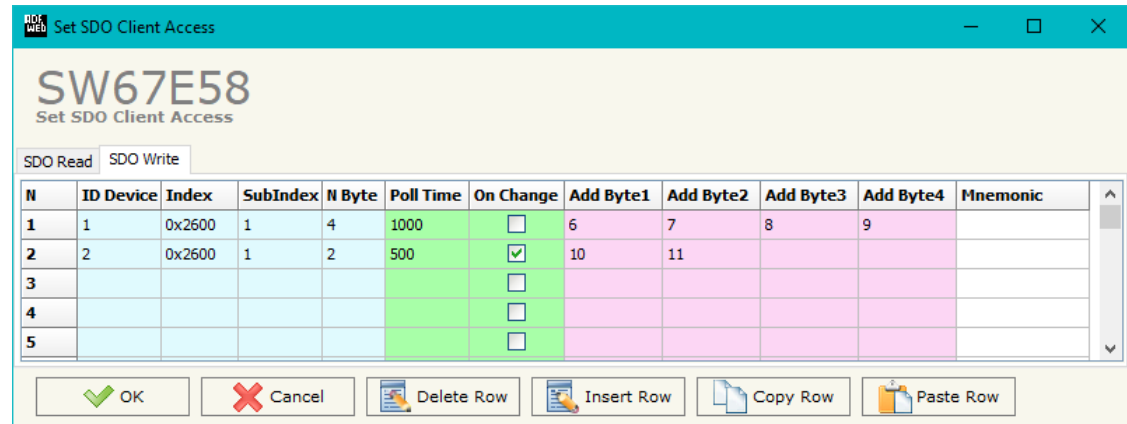 ADF WEB Set SDO Client Access
SW67E58
Set SDO Client Access
SDO Read SDO Write
N ID Device Index SubIndex N Byte Poll Time On Change Add Byte1 Add Byte2 Add Byte3 Add Byte4 Mnemonic
1 1 0x2600 1 4 1000 6 7 8 9
2 2 0x2600 1 2 500 10 11
3
4
5
OK Cancel Delete Row Insert Row Copy Row Paste Row